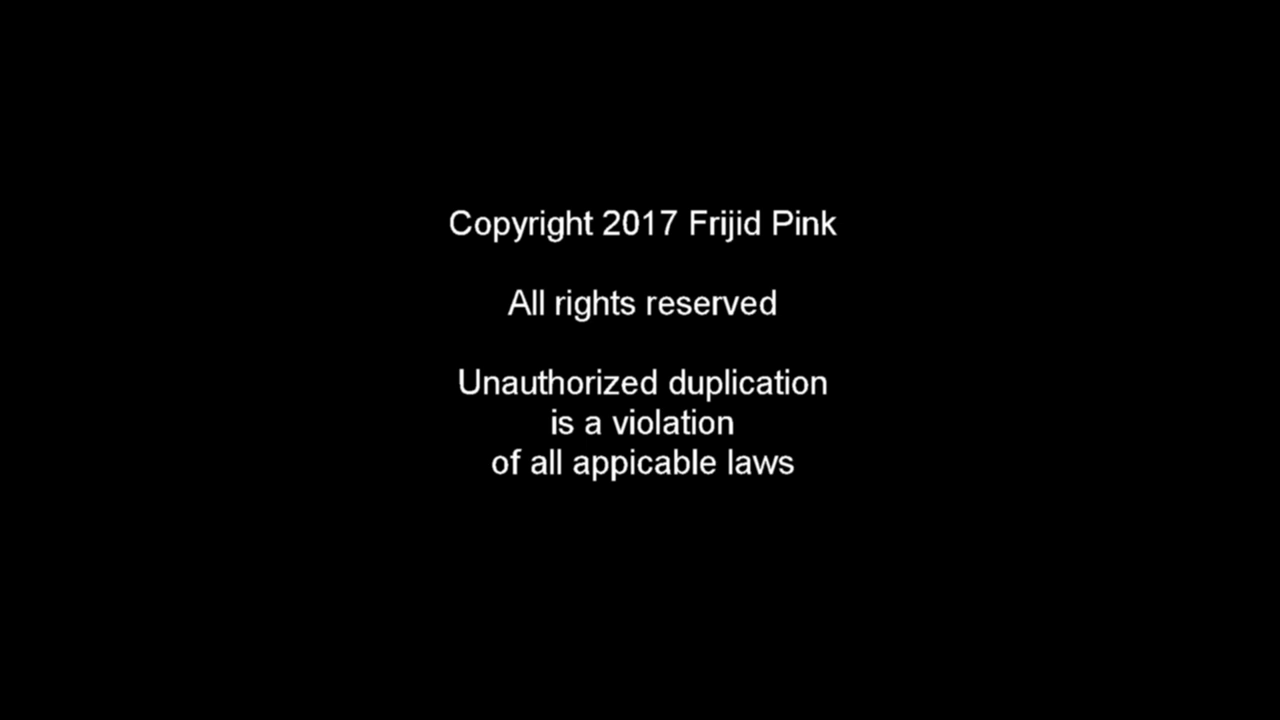 Copyright 2017 Frijid Pink
All rights reserved
Unauthorized duplication
is a violation
of all appicable laws